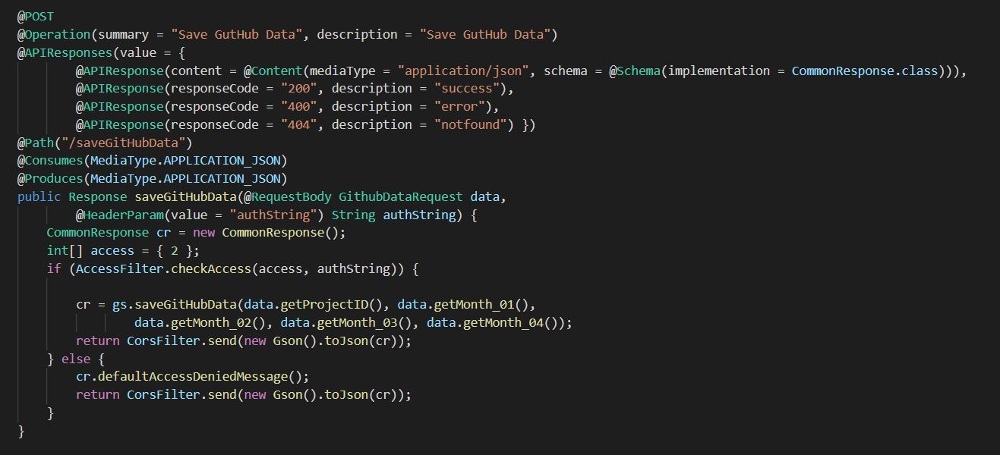 @POST
@Operation(summary = "Save GutHub Data", description = "Save GutHub Data")
@APIResponses(value = {
        @APIResponse(content = @Content(mediaType = "application/json", schema = @Schema(implementation = CommonResponse.class))),
        @APIResponse(responseCode = "200", description = "success"),
        @APIResponse(responseCode = "400", description = "error"),
        @APIResponse(responseCode = "404", description = "notfound") })
@Path("/saveGitHubData")
@Consumes(MediaType.APPLICATION_JSON)
@Produces(MediaType.APPLICATION_JSON)
public Response saveGitHubData(@RequestBody GithubDataRequest data,
        @HeaderParam(value = "authString") String authString) {
    CommonResponse cr = new CommonResponse();
    int[] access = { 2 };
    if (AccessFilter.checkAccess(access, authString)) {

        cr = gs.saveGitHubData(data.getProjectID(), data.getMonth_01(),
                data.getMonth_02(), data.getMonth_03(), data.getMonth_04());
        return CorsFilter.send(new Gson().toJson(cr));
    } else {
        cr.defaultAccessDeniedMessage();
        return CorsFilter.send(new Gson().toJson(cr));
    }
}